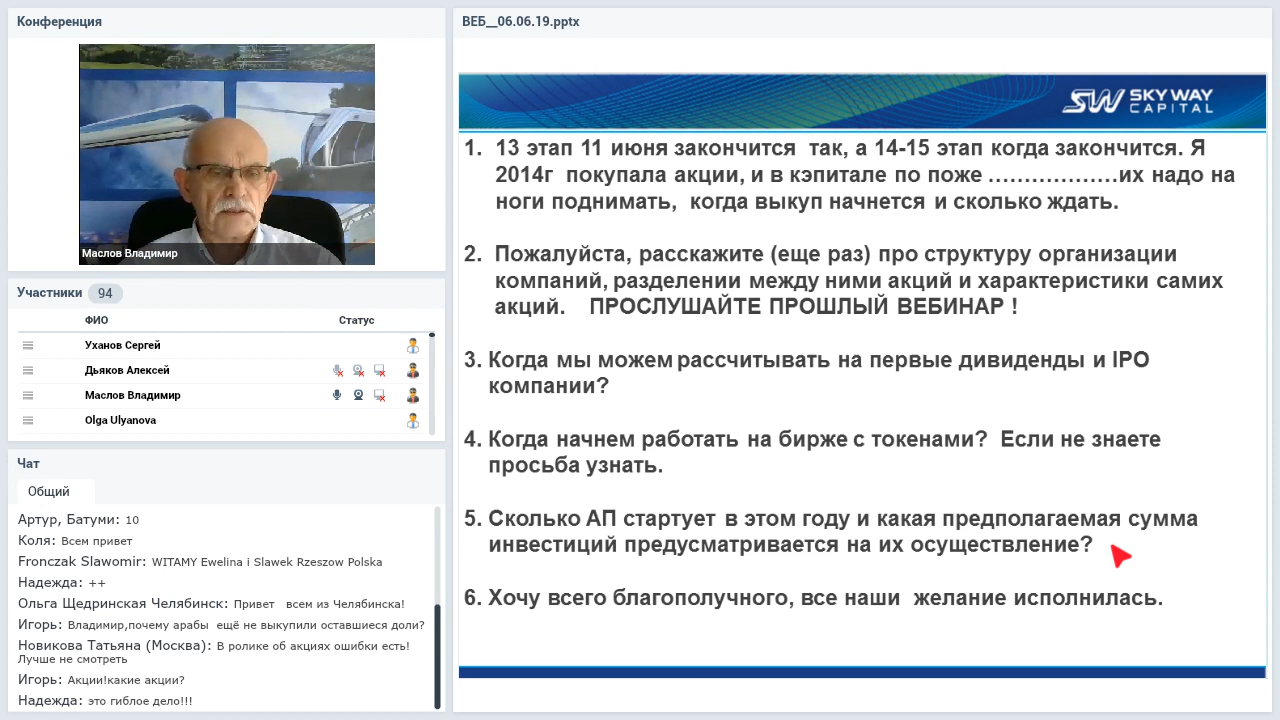 Конференция
Маслов Владимир
Участники 94
ФИО Статус
Уханов Сергей
Дьяков Алексей
Маслов Владимир
Olga Ulyanova
Чат
Общий
Артур, Батуми: 10
Коля: Всем привет
Fronczak Slawomir: WITAMY Ewelina i Slawek Rzeszow Polska
Надежда: ++
Ольга Щедринская Челябинск: Привет всем из Челябинска!
Игорь: Владимир,почему арабы ещё не выкупили оставшиеся доли?
Новикова Татьяна (Москва): В ролике об акциях ошибки есть!
Лучше не смотреть
Игорь: Акции!какие акции?
Надежда: это гиблое дело!!!
ВЕБ__06.06.19.pptx
SW SKY WAY
CAPITAL
1. 13 этап 11 июня закончится так, а 14-15 этап когда закончится. Я
2014г покупала акции, и в кэпитале по поже ………………их надо на
ноги поднимать, когда выкуп начнется и сколько ждать.
2. Пожалуйста, расскажите (еще раз) про структуру организации
компаний, разделении между ними акций и характеристики самих
акций. ПРОСЛУШАЙТЕ ПРОШЛЫЙ ВЕБИНАР !
3. Когда мы можем рассчитывать на первые дивиденды и IPO
компании?
4. Когда начнем работать на бирже с токенами? Если не знаете
просьба узнать.
5. Сколько АП стартует в этом году и какая предполагаемая сумма
инвестиций предусматривается на их осуществление?
6. Хочу всего благополучного, все наши желание исполнилась.